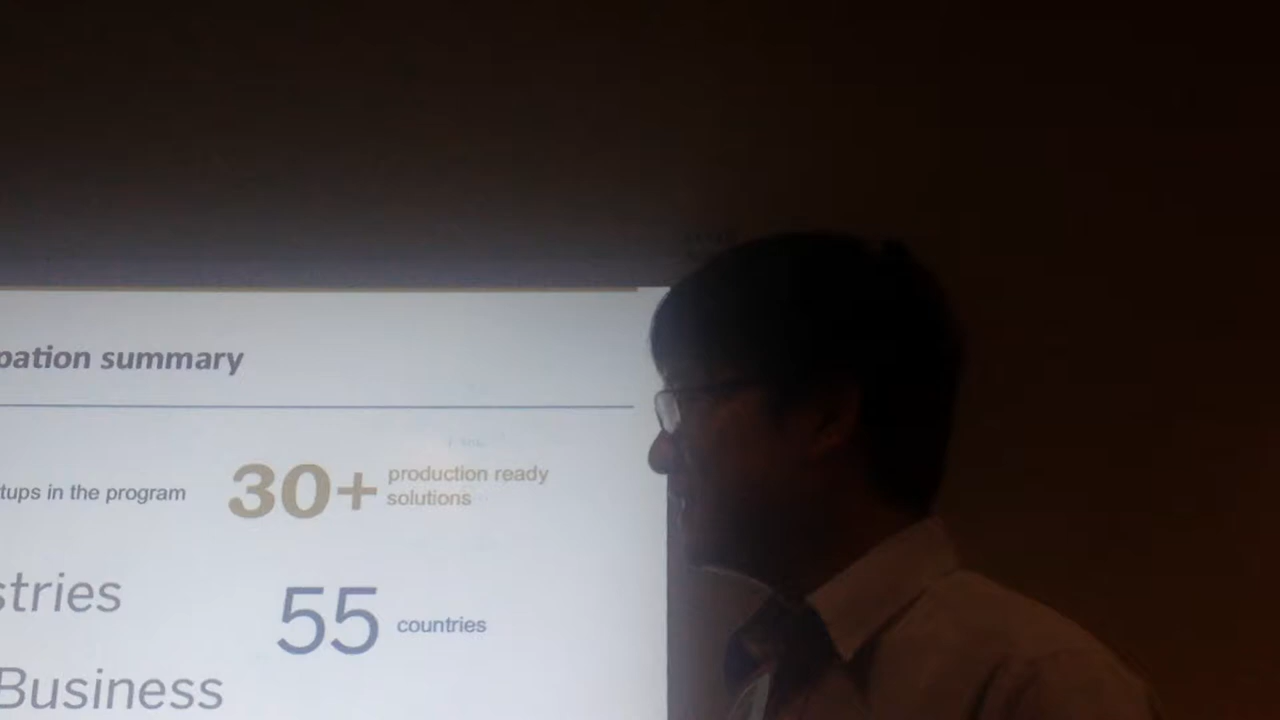 pation summary
tups in the program
30+
production ready
solutions
stries
55 countries
Business